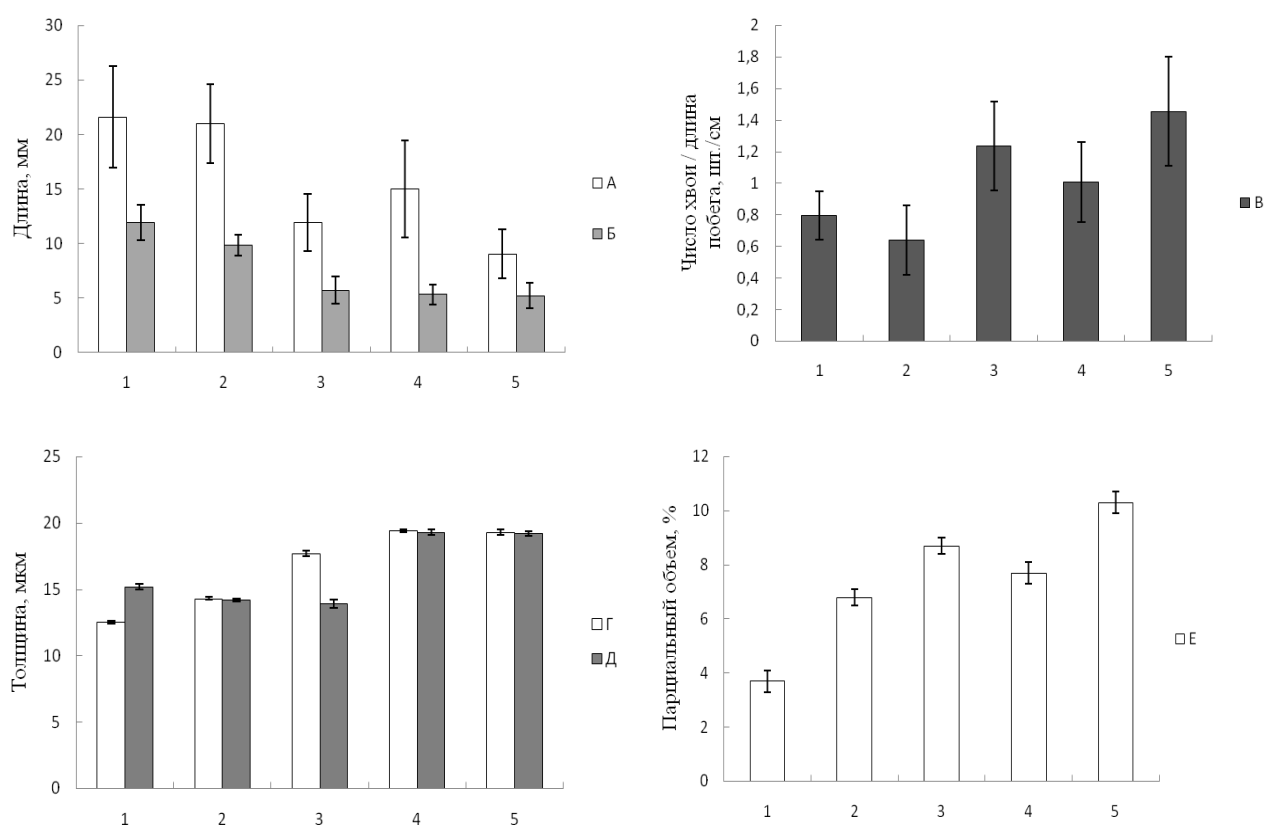 30
25
20
15
10
5
0
Длина, мм
1 2 3 4 5
А
Б
2
1,8
1,6
1,4
1,2
1
0,8
0,6
0,4
0,2
0
Число хвои / длина
побега, шт./см
1 2 3 4 5
В
25
20
15
10
5
0
Толщина, мкм
1 2 3 4 5
Г
Д
12
10
8
6
4
2
0
Парциальный объем, %
1 2 3 4 5
Е